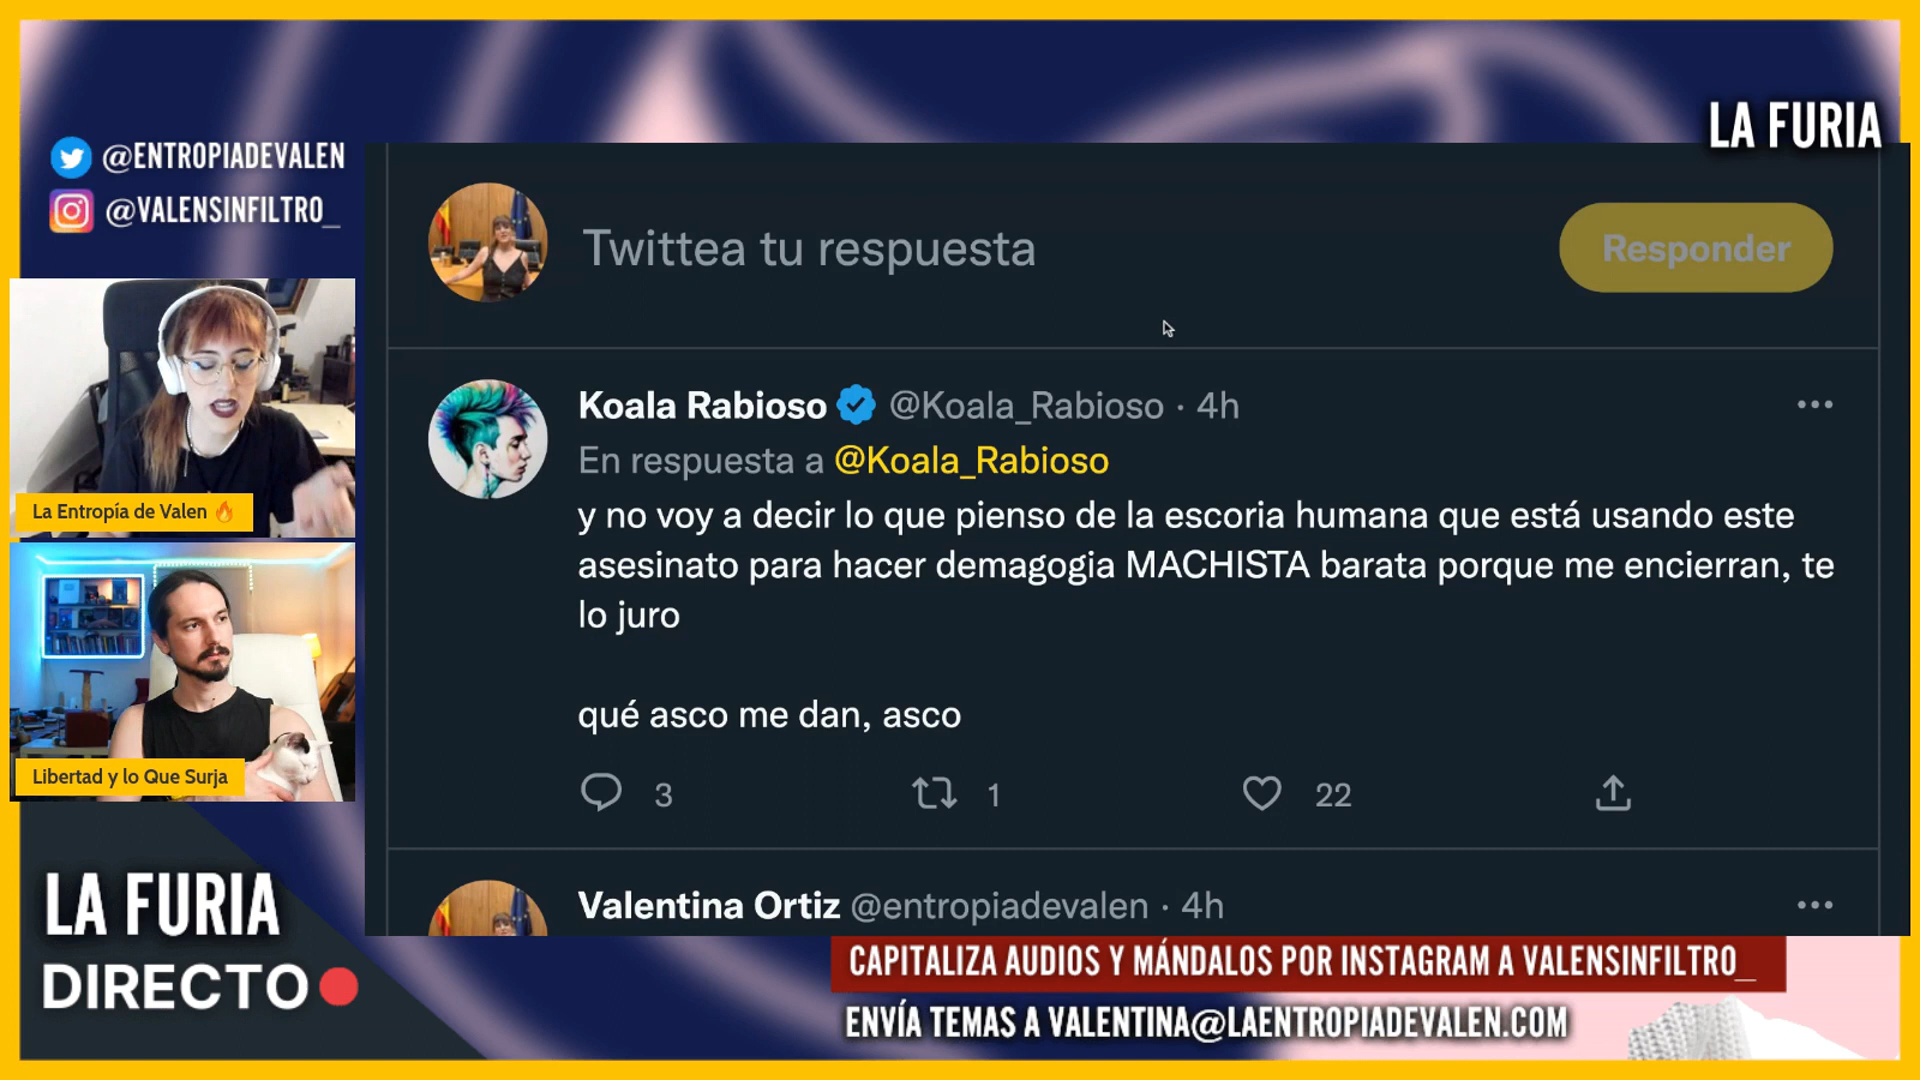 LA FURIA
@ENTROPIADEVALEN
@VALENSINFILTRO_
Twittea tu respuesta
Responder
Koala Rabioso @Koala_Rabioso · 4h
En respuesta a @Koala_Rabioso
y no voy a decir lo que pienso de la escoria humana que está usando este
asesinato para hacer demagogia MACHISTA barata porque me encierran, te
lo juro
qué asco me dan, asco
3 1 22
Valentina Ortiz @entropiadevalen · 4h
La Entropía de Valen 🔥
Libertad y lo Que Surja
LA FURIA
DIRECTO
CAPITALIZA AUDIOS Y MÁNDALOS POR INSTAGRAM A VALENSINFILTRO_
ENVÍA TEMAS A VALENTINA@LAENTROPIADEVALEN.COM